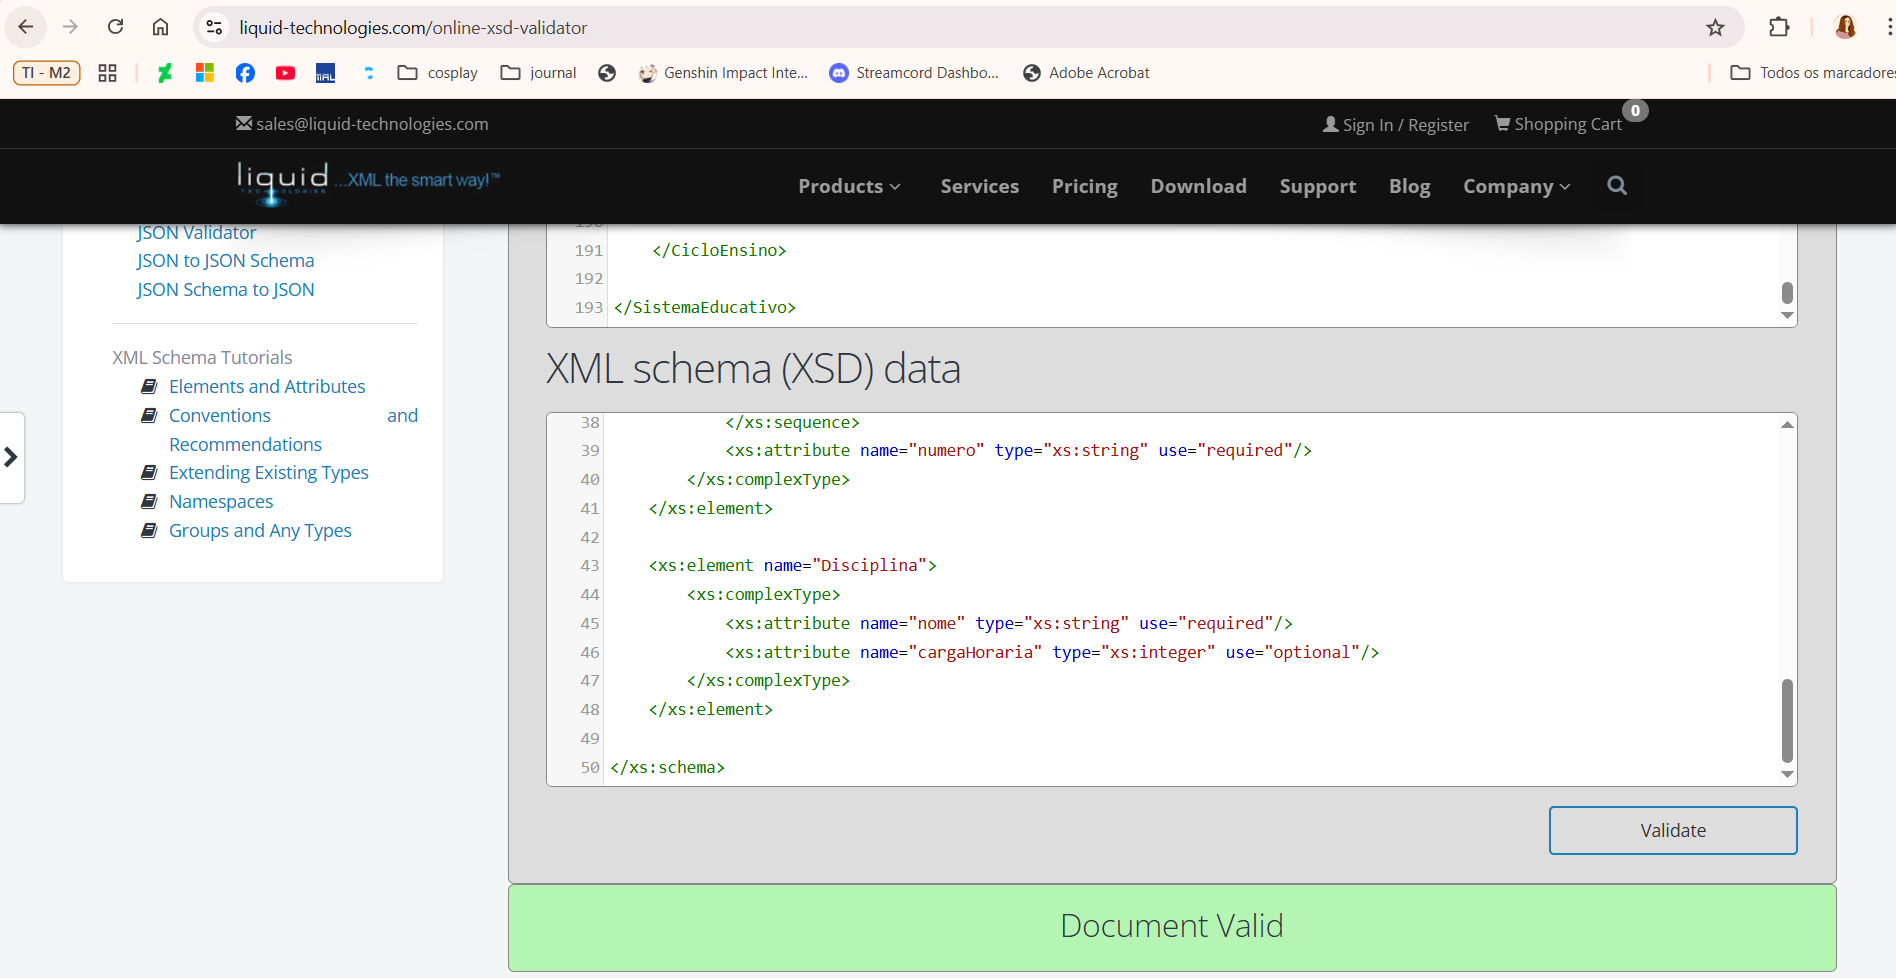 liquid-technologies.com/online-xsd-validator
TI - M2
MAL
cosplay
journal
Genshin Impact Inte...
Streamcord Dashbo...
Adobe Acrobat
Todos os marcadores
sales@liquid-technologies.com
Sign In / Register
Shopping Cart
0
liquid
TECHNOLOGIES
...XML the smart way!™
Products
Services
Pricing
Download
Support
Blog
Company
JSON Validator
JSON to JSON Schema
JSON Schema to JSON
XML Schema Tutorials
Elements and Attributes
Conventions and
Recommendations
Extending Existing Types
Namespaces
Groups and Any Types
190
191 </CicloEnsino>
192
193 </SistemaEducativo>
XML schema (XSD) data
38 </xs:sequence>
39 <xs:attribute name="numero" type="xs:string" use="required"/>
40 </xs:complexType>
41 </xs:element>
42
43 <xs:element name="Disciplina">
44 <xs:complexType>
45 <xs:attribute name="nome" type="xs:string" use="required"/>
46 <xs:attribute name="cargaHoraria" type="xs:integer" use="optional"/>
47 </xs:complexType>
48 </xs:element>
49
50 </xs:schema>
Validate
Document Valid